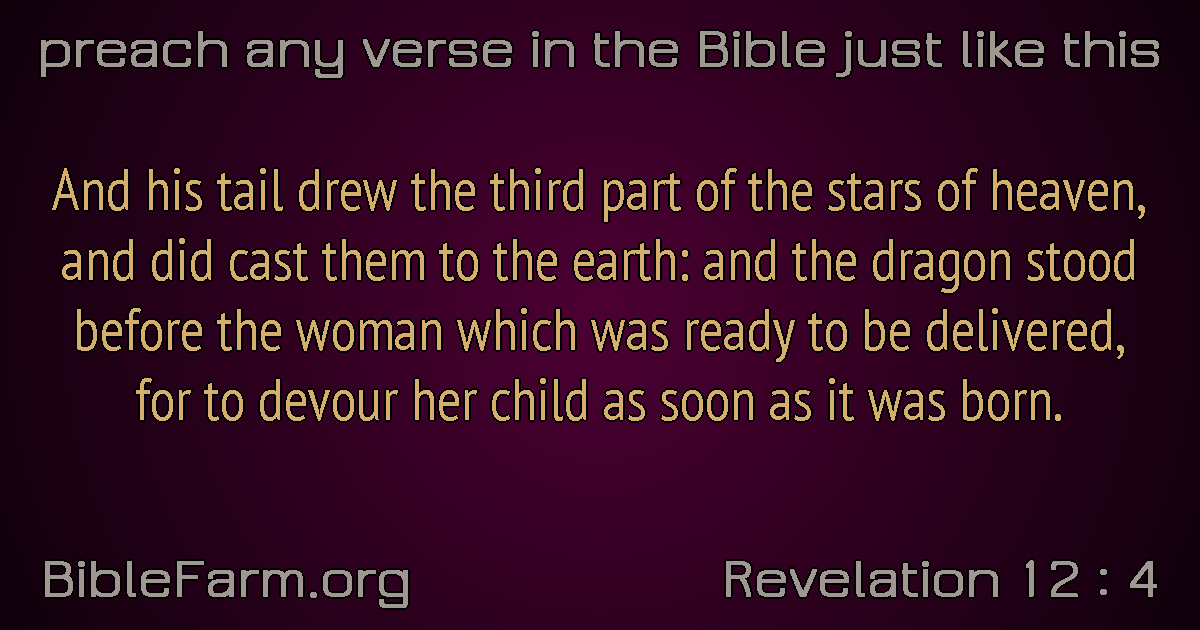 preach any verse in the Bible just like this
And his tail drew the third part of the stars of heaven,
and did cast them to the earth: and the dragon stood
before the woman which was ready to be delivered,
for to devour her child as soon as it was born.
BibleFarm.org
Revelation 12 : 4